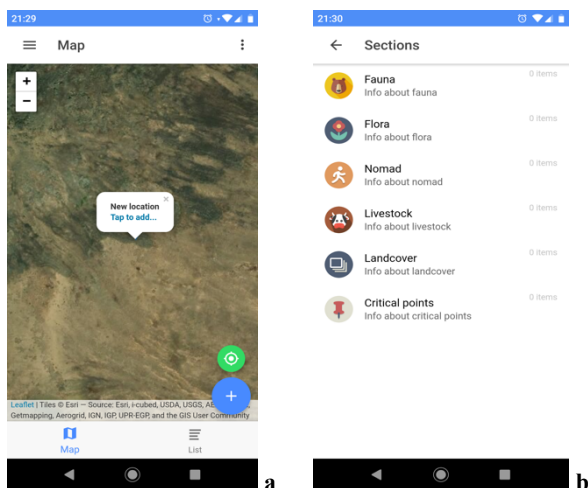 21:29
Map
+
−
New location
×
Tap to add...
+
Leaflet | Tiles © Esri — Source: Esri, i-cubed, USDA, USGS,
Getmapping, Aerogrid, IGN, IGP, UPR-EGP, and the GIS User Community
Map
List
a
21:30
Sections
Fauna
0 items
Info about fauna
Flora
0 items
Info about flora
Nomad
0 items
Info about nomad
Livestock
0 items
Info about livestock
Landcover
0 items
Info about landcover
Critical points
0 items
Info about critical points
b